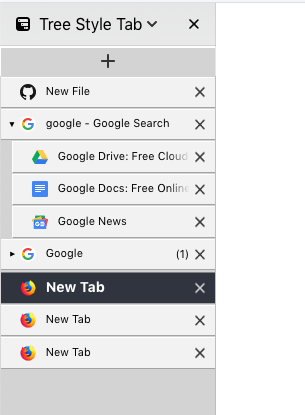 Tree Style Tab
New File
google - Google Search
Google Drive: Free Cloud
Google Docs: Free Online
Google News
Google (1)
New Tab
New Tab
New Tab